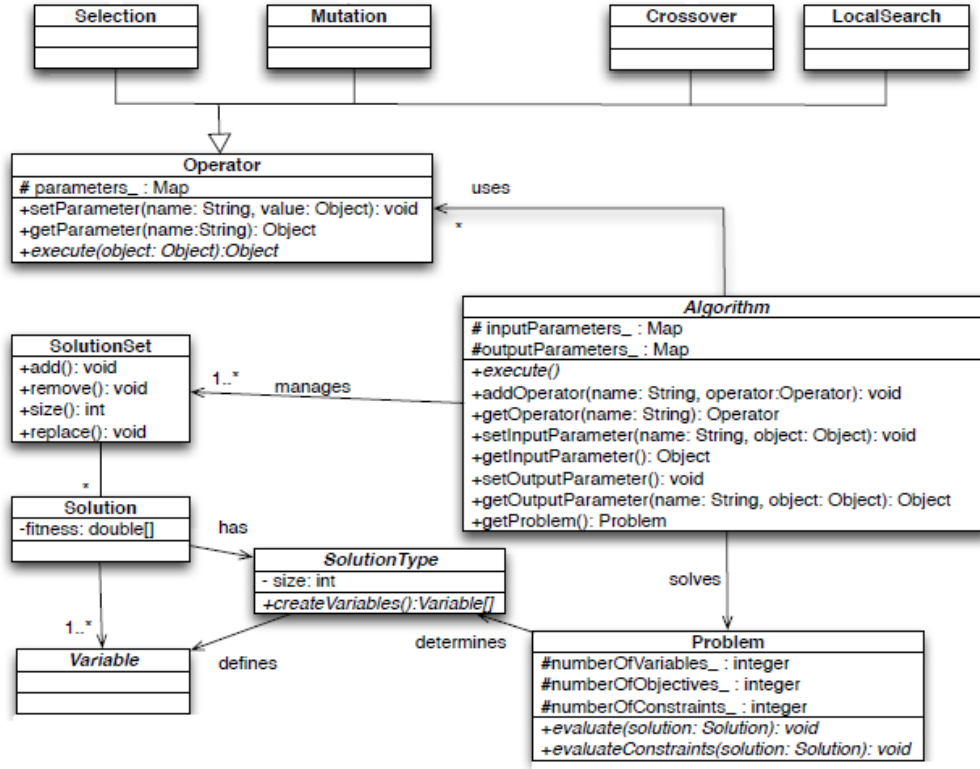 Selection
Mutation
Crossover
LocalSearch
Operator
# parameters_ : Map
+setParameter(name: String, value: Object): void
+getParameter(name:String): Object
+execute(object: Object):Object
uses
*
Algorithm
# inputParameters_ : Map
#outputParameters_ : Map
+execute()
+addOperator(name: String, operator:Operator): void
+getOperator(name: String): Operator
+setInputParameter(name: String, object: Object): void
+getInputParameter(): Object
+setOutputParameter(): void
+getOutputParameter(name: String, object: Object): Object
+getProblem(): Problem
SolutionSet
+add(): void
+remove(): void
+size(): int
+replace(): void
1..*
manages
*
Solution
-fitness: double[]
has
SolutionType
- size: int
+createVariables():Variable[]
solves
1..*
Variable
defines
determines
Problem
#numberOfVariables_ : integer
#numberOfObjectives_ : integer
#numberOfConstraints_ : integer
+evaluate(solution: Solution): void
+evaluateConstraints(solution: Solution): void